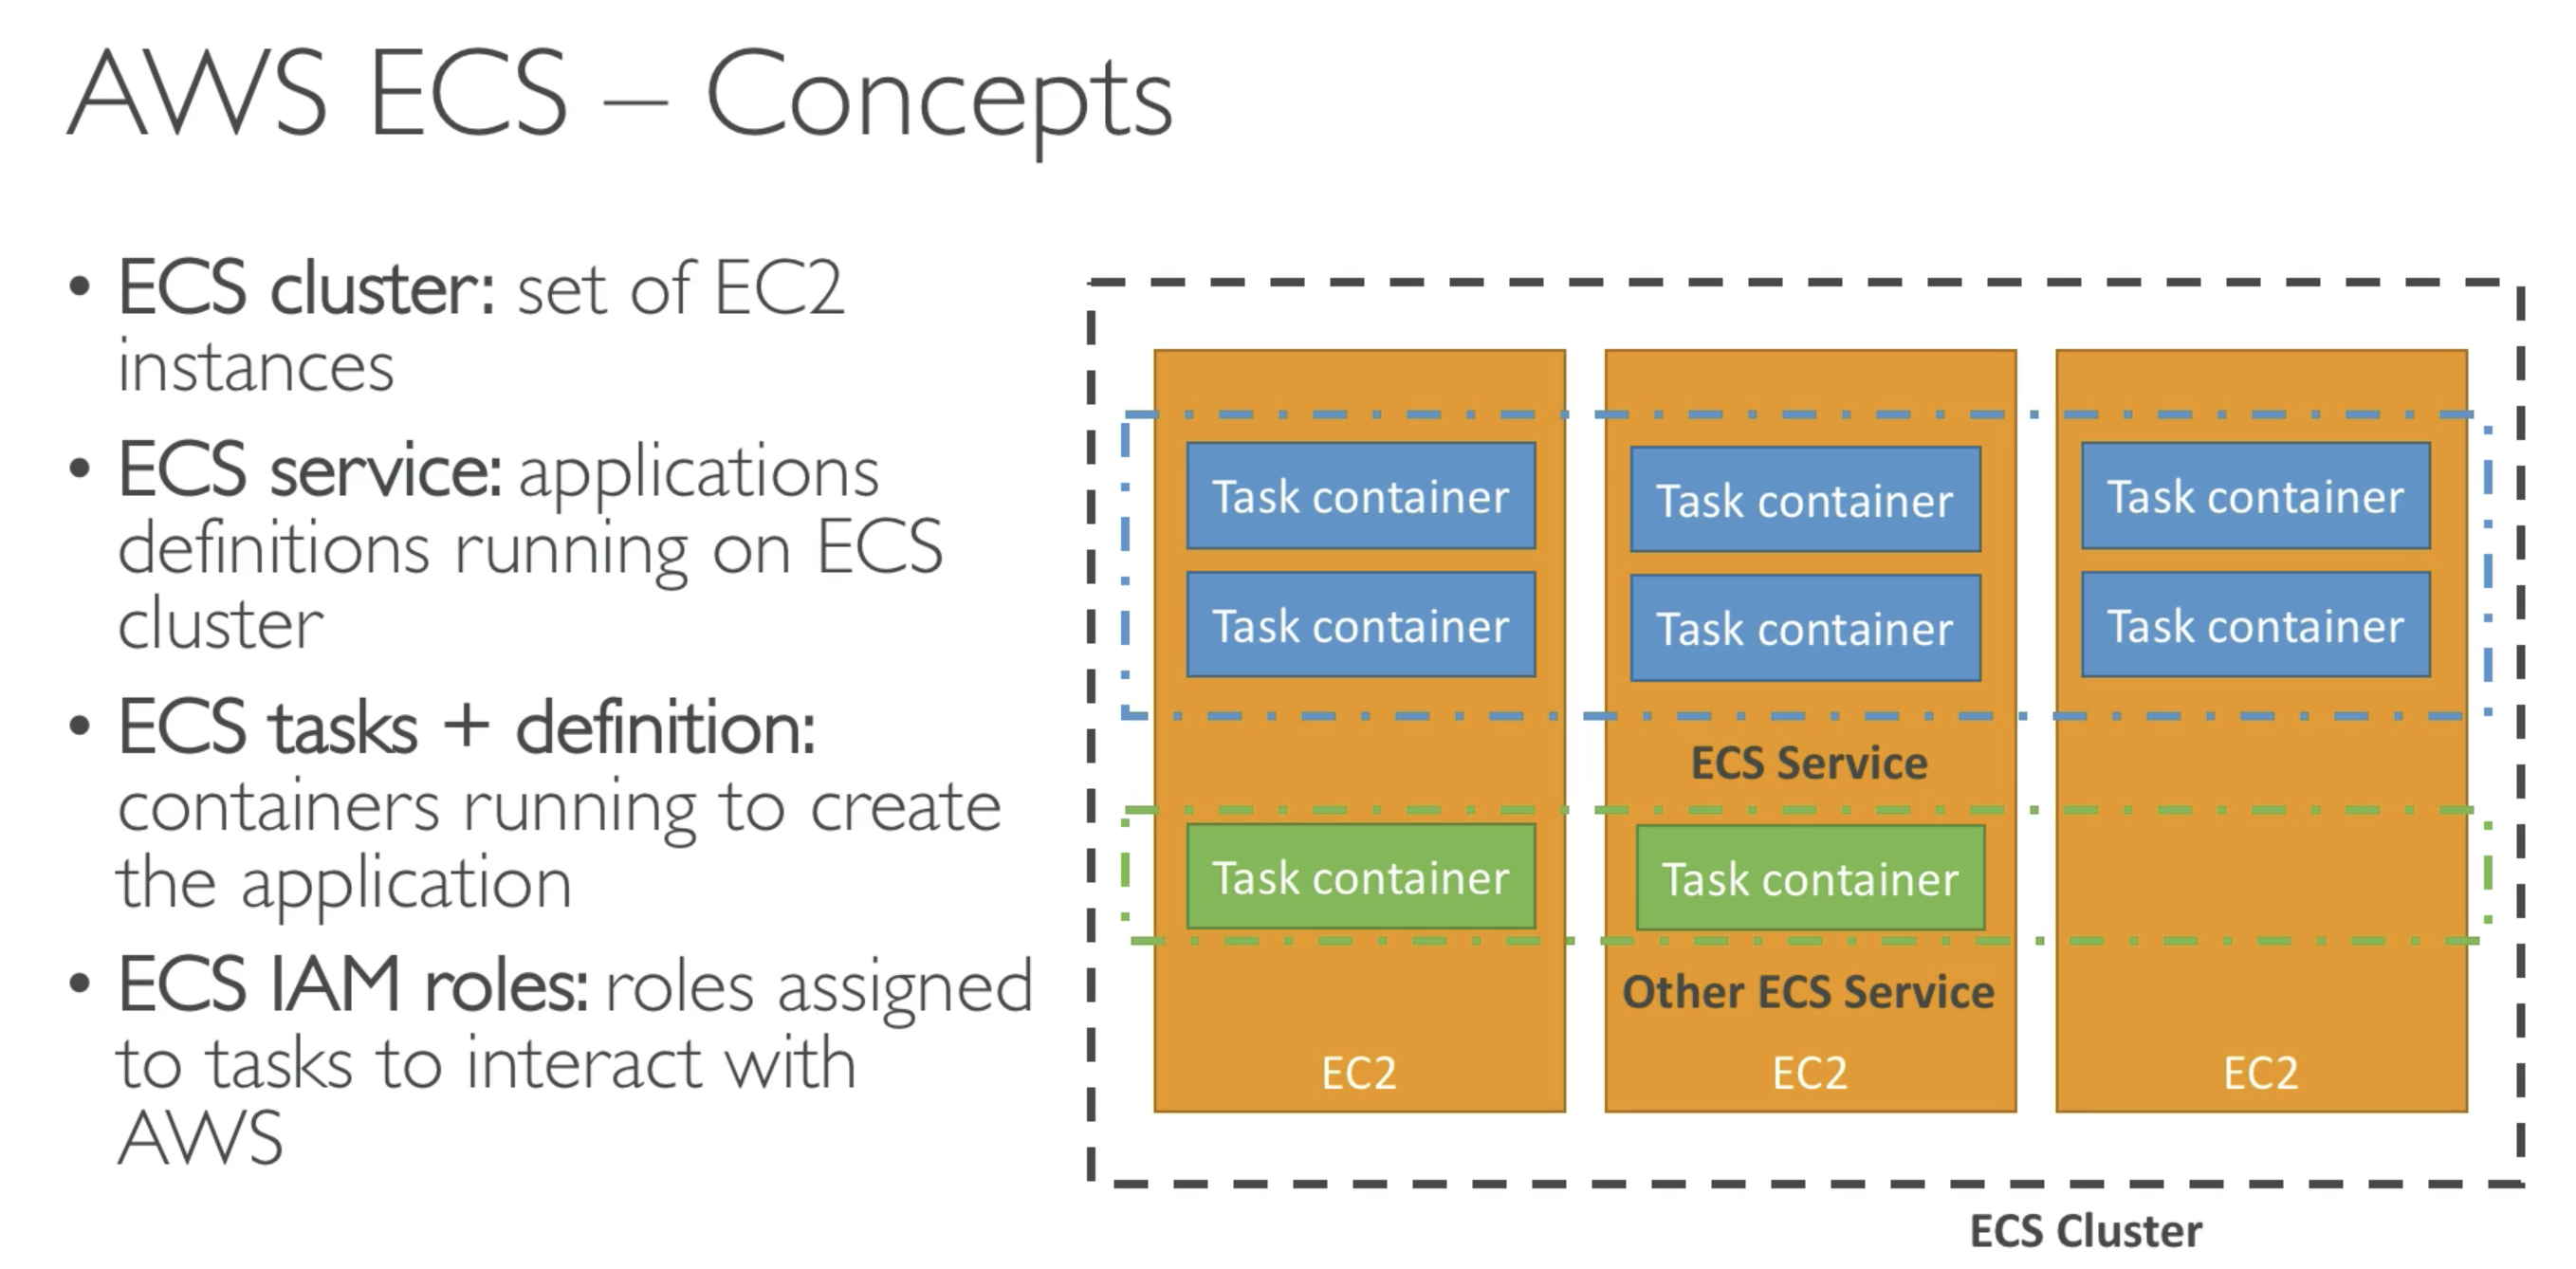 AWS ECS – Concepts
• ECS cluster: set of EC2
instances
• ECS service: applications
definitions running on ECS
cluster
• ECS tasks + definition:
containers running to create
the application
• ECS IAM roles: roles assigned
to tasks to interact with
AWS
Task container
Task container
Task container
Task container
Task container
Task container
ECS Service
Task container
Task container
Other ECS Service
EC2
EC2
EC2
ECS Cluster